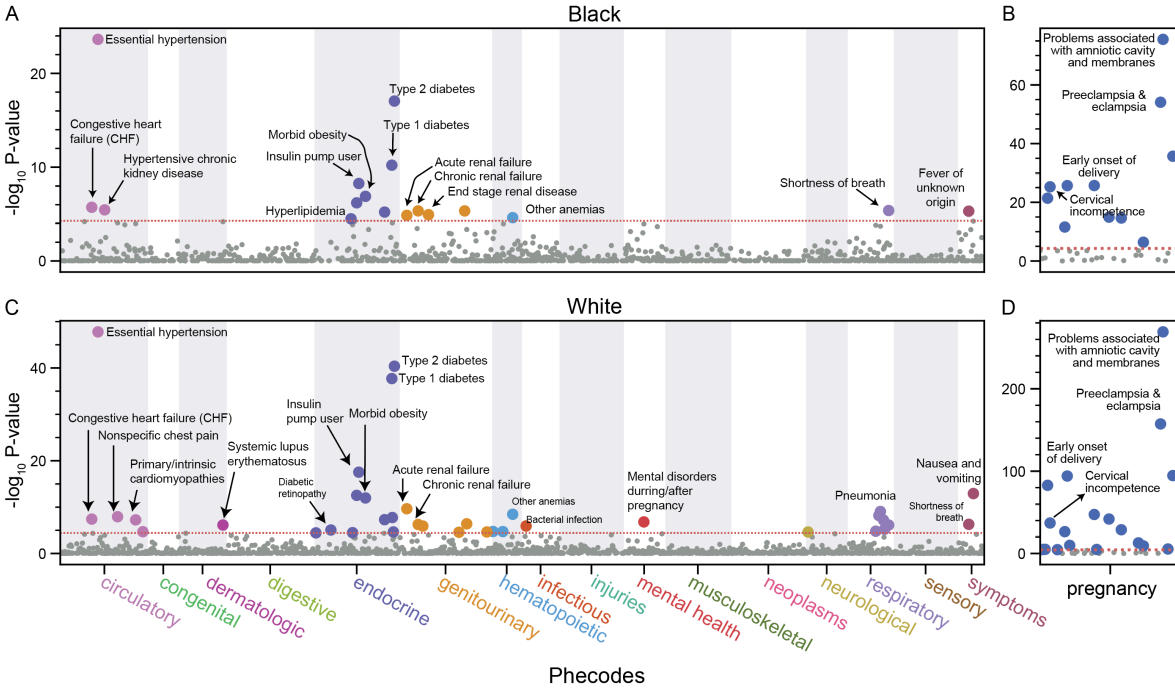 A
Black
B
-log10 P-value
20
10
0
Essential hypertension
Congestive heart
failure (CHF)
Hypertensive chronic
kidney disease
Type 2 diabetes
Type 1 diabetes
Morbid obesity
Insulin pump user
Hyperlipidemia
Acute renal failure
Chronic renal failure
End stage renal disease
Other anemias
Shortness of breath
Fever of
unknown
origin
60
40
20
0
Problems associated
with amniotic cavity
and membranes
Preeclampsia &
eclampsia
Early onset of
delivery
Cervical
incompetence
C
White
D
-log10 P-value
40
20
0
Essential hypertension
Type 2 diabetes
Type 1 diabetes
Congestive heart failure (CHF)
Nonspecific chest pain
Primary/intrinsic
cardiomyopathies
Systemic lupus
erythematosus
Insulin
pump user
Morbid obesity
Diabetic
retinopathy
Acute renal failure
Chronic renal failure
Other anemias
Bacterial infection
Mental disorders
durring/after
pregnancy
Pneumonia
Nausea and
vomiting
Shortness of
breath
200
100
0
Problems associated
with amniotic cavity
and membranes
Preeclampsia &
eclampsia
Early onset
of delivery
Cervical
incompetence
circulatory
congenital
dermatologic
digestive
endocrine
genitourinary
hematopoietic
infectious
injuries
mental health
musculoskeletal
neoplasms
neurological
respiratory
sensory
symptoms
pregnancy
Phecodes